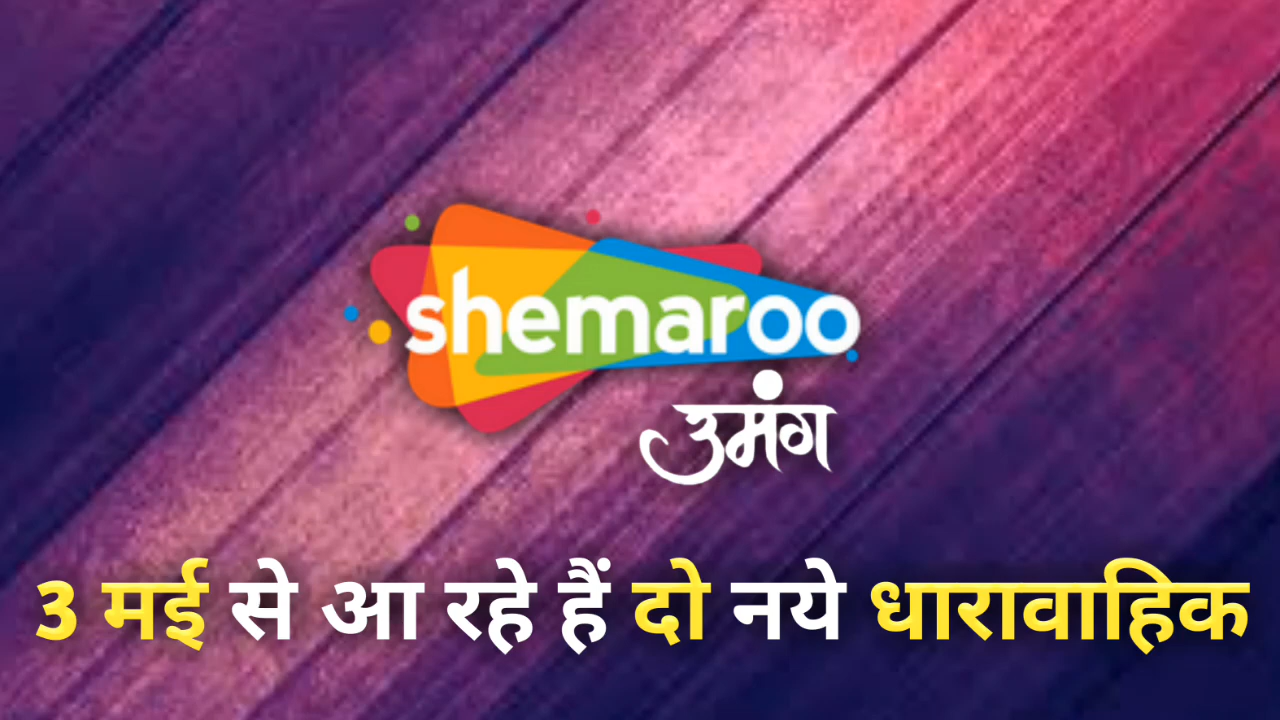 shemaroo
उमंग
3 मई से आ रहे हैं दो नये धारावाहिक